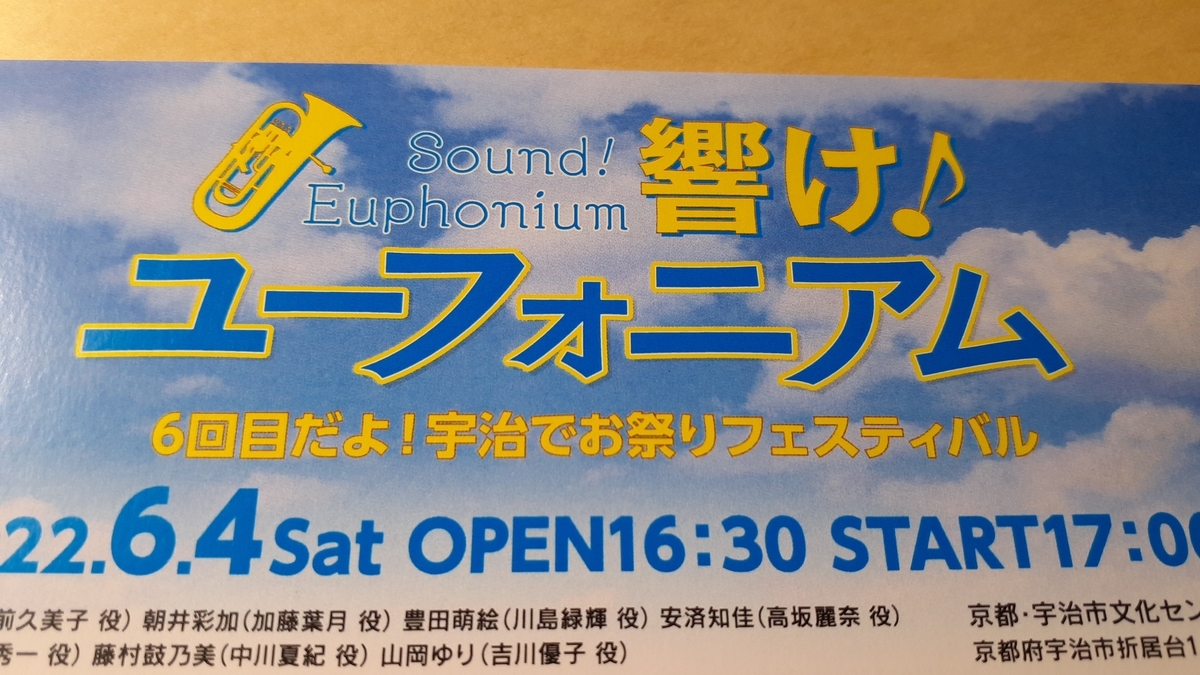 Sound! 響け♪
Euphonium
ユーフォニアム
6回目だよ!宇治でお祭りフェスティバル
22.6.4Sat OPEN16:30 START17:00
前久美子 役) 朝井彩加(加藤葉月 役) 豊田萌絵(川島緑輝 役) 安済知佳(高坂麗奈 役) 京都・宇治市文化セン
秀一 役) 藤村鼓乃美(中川夏紀 役) 山岡ゆり(吉川優子 役) 京都府宇治市折居台1